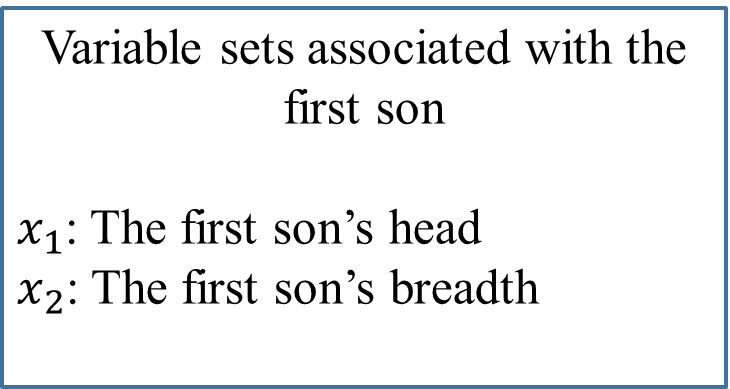 Variable sets associated with the
first son
x₁: The first son’s head
x₂: The first son’s breadth